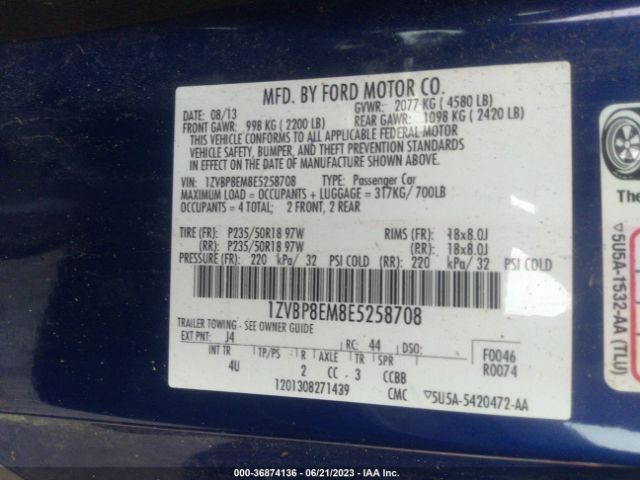 MFD. BY FORD MOTOR CO.
DATE: 08/13 GVWR: 2077 KG ( 4580 LB)
FRONT GAWR: 998 KG ( 2200 LB) REAR GAWR: 1098 KG ( 2420 LB)
THIS VEHICLE CONFORMS TO ALL APPLICABLE FEDERAL MOTOR
VEHICLE SAFETY, BUMPER, AND THEFT PREVENTION STANDARDS
IN EFFECT ON THE DATE OF MANUFACTURE SHOWN ABOVE.
VIN: 1ZVBP8EM8E5258708 TYPE: Passenger Car
MAXIMUM LOAD = OCCUPANTS + LUGGAGE = 317KG/ 700LB
OCCUPANTS = 4 TOTAL; 2 FRONT, 2 REAR
TIRE (FR): P235/50R18 97W RIMS (FR): 18x8.0J
(RR): P235/50R18 97W (RR): 18x8.0J
PRESSURE (FR): 220 kPa/ 32 PSI COLD (RR): 220 kPa/ 32 PSI COLD
1ZVBP8EM8E5258708
TRAILER TOWING - SEE OWNER GUIDE
EXT PNT: J4 RC: 44 DSO: F0046
INT TR TP/PS R AXLE TR SPR R0074
4U 2 CC - 3 CCBB
1201308271439 CMC ▽5U5A-5420472-AA
The
▽5U5A-1532-AA (TLU)
000-36874136 - 06/21/2023 - IAA Inc.